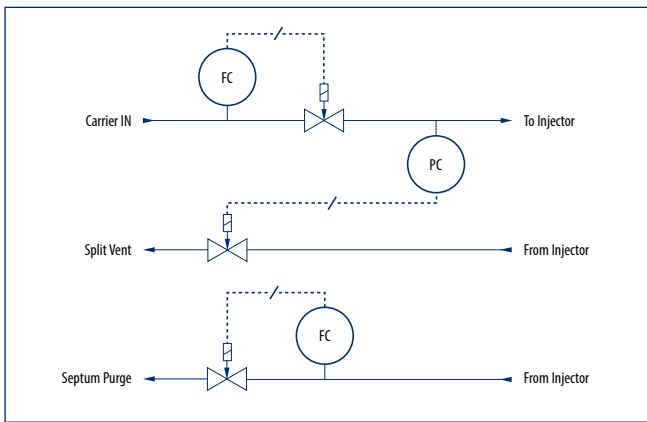 FC
Carrier IN
To Injector
PC
Split Vent
From Injector
FC
Septum Purge
From Injector